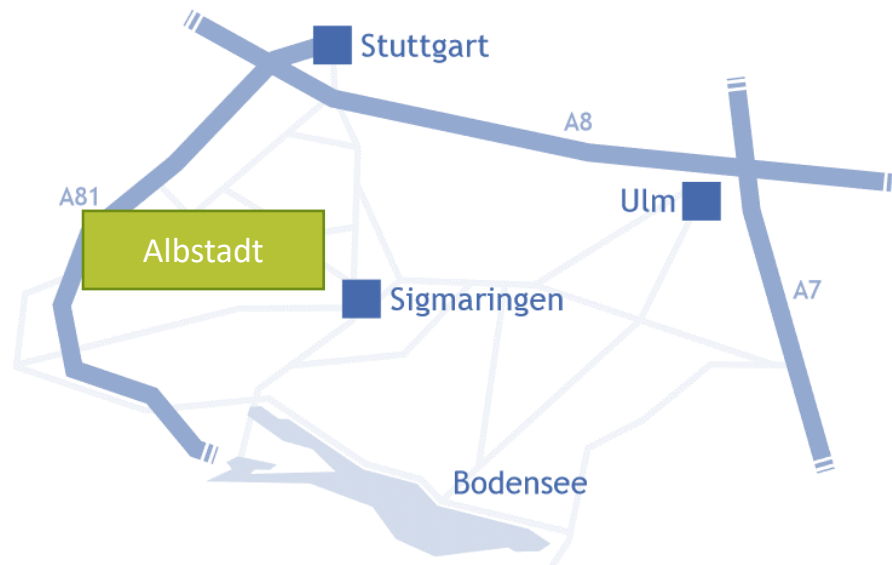 Stuttgart
A8
Ulm
A81
Albstadt
Sigmaringen
A7
Bodensee